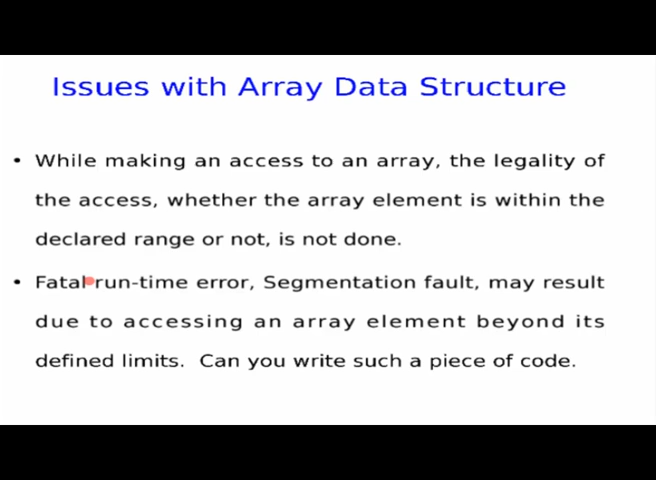 Issues with Array Data Structure
• While making an access to an array, the legality of
the access, whether the array element is within the
declared range or not, is not done.
• Fatal run-time error, Segmentation fault, may result
due to accessing an array element beyond its
defined limits. Can you write such a piece of code.